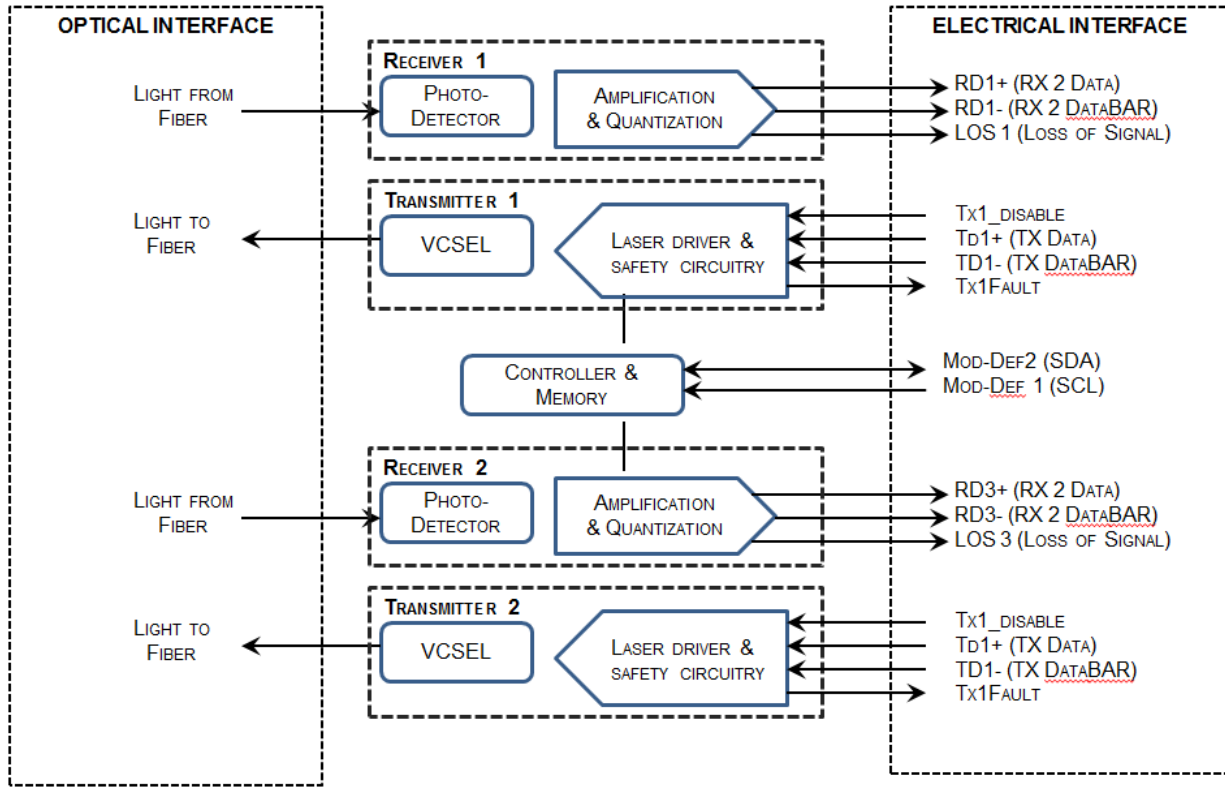 OPTICAL INTERFACE
ELECTRICAL INTERFACE
RECEIVER 1
LIGHT FROM
FIBER
PHOTO-
DETECTOR
AMPLIFICATION
& QUANTIZATION
RD1+ (RX 2 DATA)
RD1- (RX 2 DATABAR)
LOS 1 (LOSS OF SIGNAL)
TRANSMITTER 1
LIGHT TO
FIBER
VCSEL
LASER DRIVER &
SAFETY CIRCUITRY
TX1_DISABLE
TD1+ (TX DATA)
TD1- (TX DATABAR)
TX1FAULT
CONTROLLER &
MEMORY
MOD-DEF2 (SDA)
MOD-DEF 1 (SCL)
RECEIVER 2
LIGHT FROM
FIBER
PHOTO-
DETECTOR
AMPLIFICATION
& QUANTIZATION
RD3+ (RX 2 DATA)
RD3- (RX 2 DATABAR)
LOS 3 (LOSS OF SIGNAL)
TRANSMITTER 2
LIGHT TO
FIBER
VCSEL
LASER DRIVER &
SAFETY CIRCUITRY
TX1_DISABLE
TD1+ (TX DATA)
TD1- (TX DATABAR)
TX1FAULT